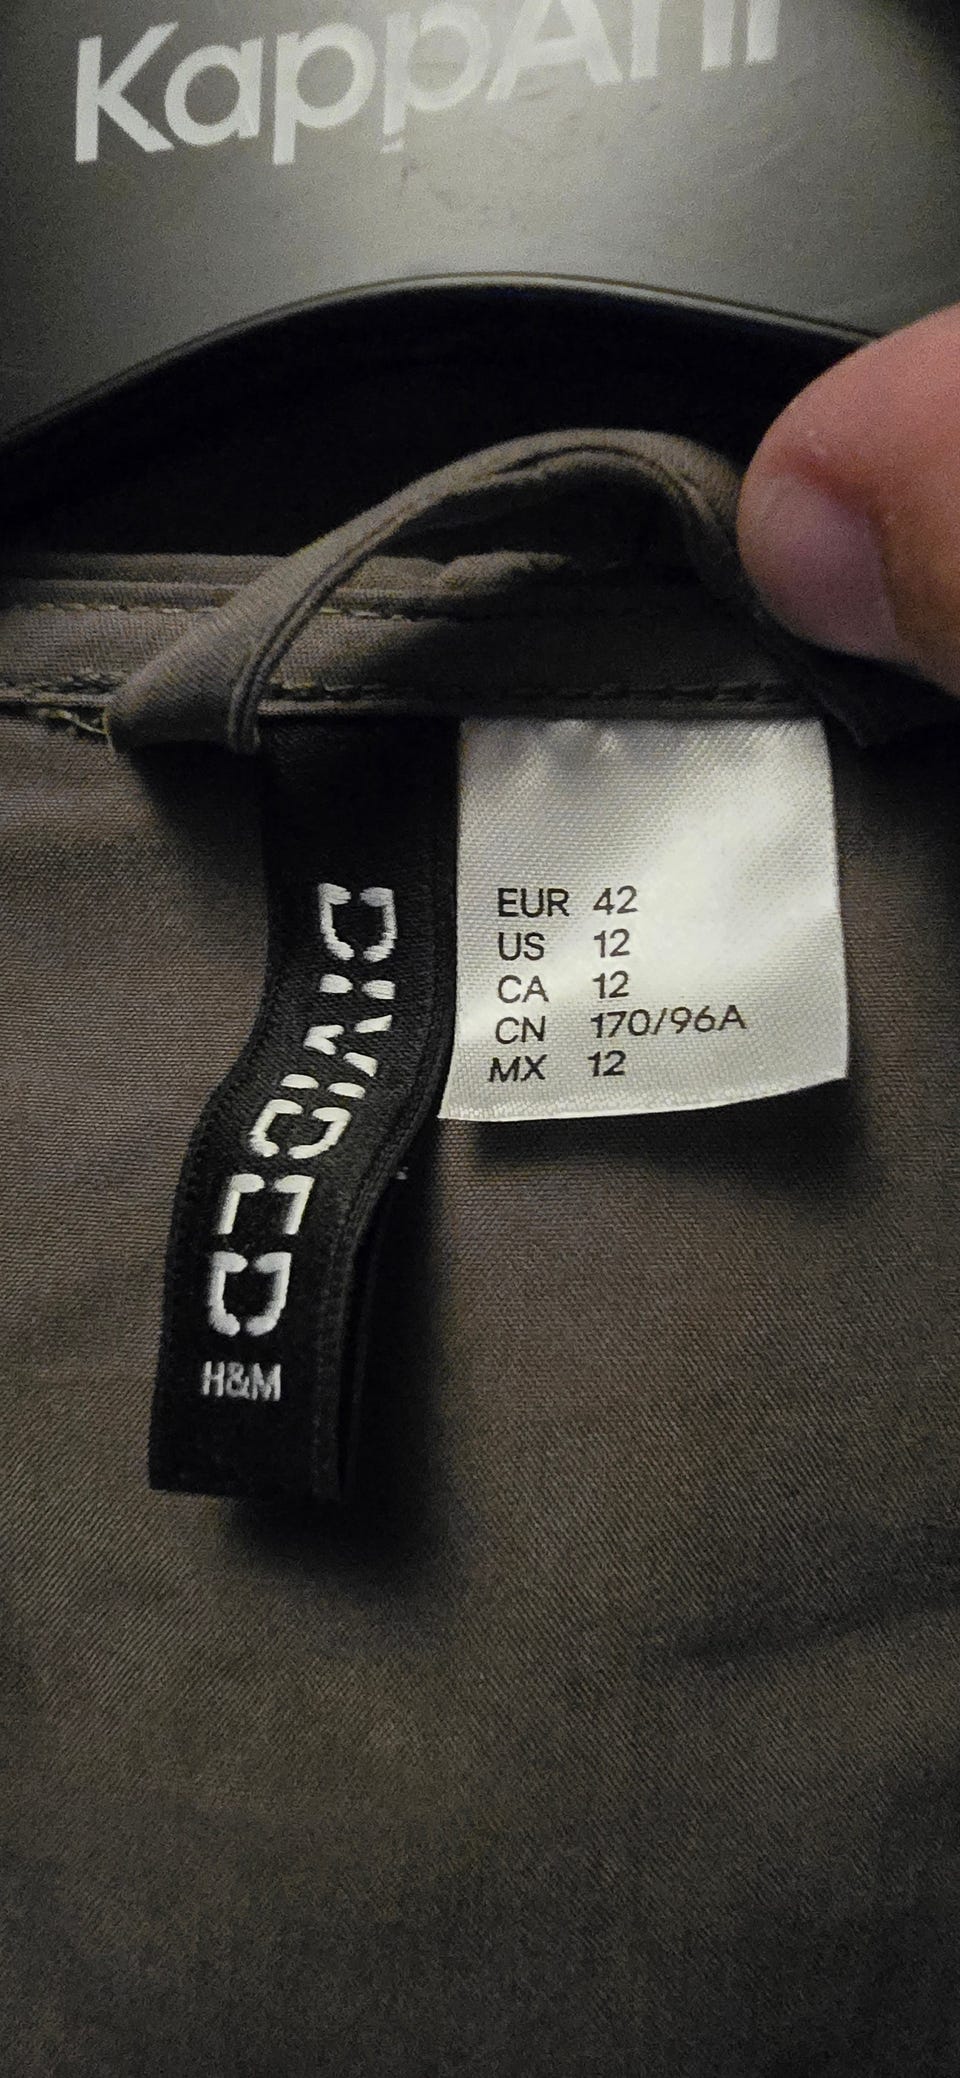 KappAhl
DIVIDED
H&M
EUR 42
US 12
CA 12
CN 170/96A
MX 12